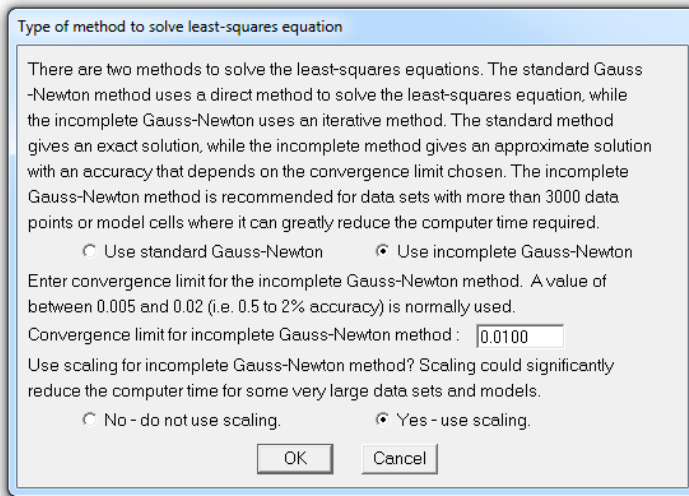 Type of method to solve least-squares equation
There are two methods to solve the least-squares equations. The standard Gauss
-Newton method uses a direct method to solve the least-squares equation, while
the incomplete Gauss-Newton uses an iterative method. The standard method
gives an exact solution, while the incomplete method gives an approximate solution
with an accuracy that depends on the convergence limit chosen. The incomplete
Gauss-Newton method is recommended for data sets with more than 3000 data
points or model cells where it can greatly reduce the computer time required.
Use standard Gauss-Newton Use incomplete Gauss-Newton
Enter convergence limit for the incomplete Gauss-Newton method. A value of
between 0.005 and 0.02 (i.e. 0.5 to 2% accuracy) is normally used.
Convergence limit for incomplete Gauss-Newton method : 0.0100
Use scaling for incomplete Gauss-Newton method? Scaling could significantly
reduce the computer time for some very large data sets and models.
No - do not use scaling. Yes - use scaling.
OK Cancel